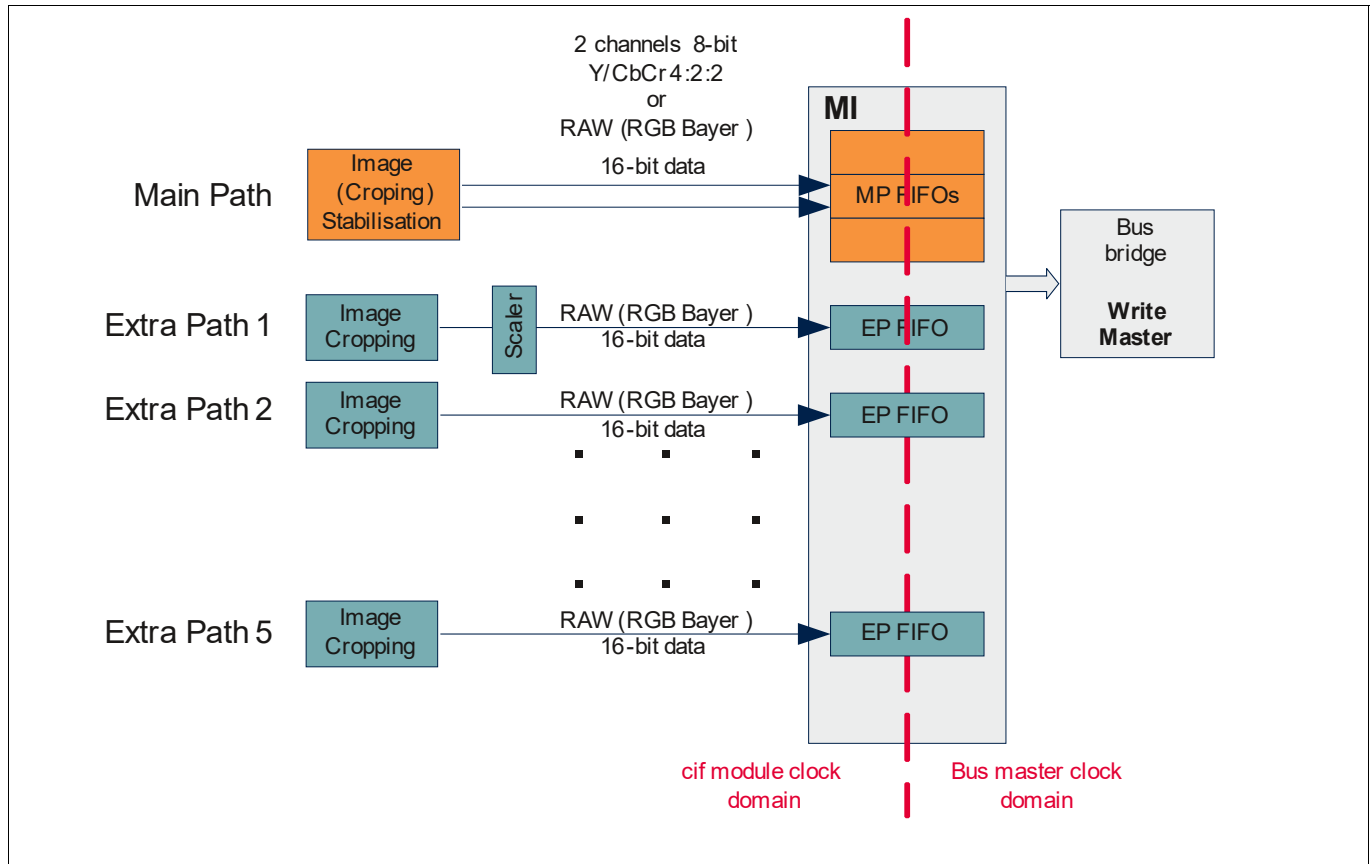 2 channels 8-bit
Y/CbCr 4:2:2
or
RAW (RGB Bayer )
16-bit data
MI
Main Path
Image
(Croping)
Stabilisation
MP FIFOs
Bus
bridge
Write
Master
Extra Path 1
Image
Cropping
Scaler
RAW (RGB Bayer )
16-bit data
EP FIFO
Extra Path 2
Image
Cropping
RAW (RGB Bayer )
16-bit data
EP FIFO
Extra Path 5
Image
Cropping
RAW (RGB Bayer )
16-bit data
EP FIFO
cif module clock
domain
Bus master clock
domain